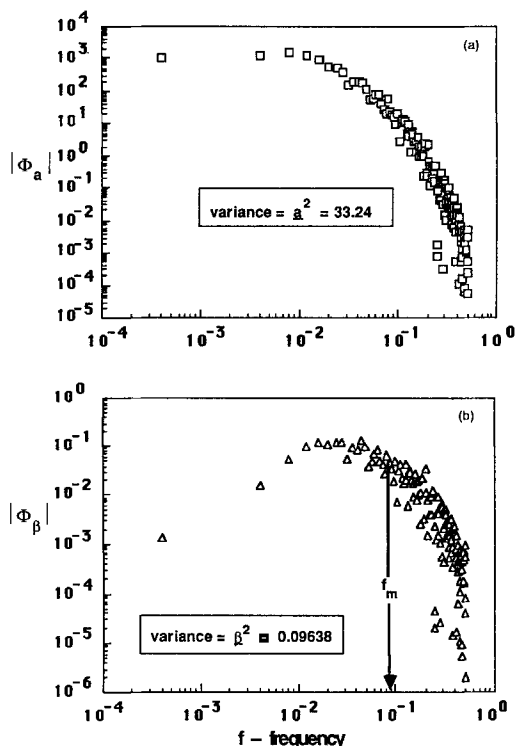 (a)
10^4
10^3
10^2
10^1
10^0
10^-1
10^-2
10^-3
10^-4
10^-5
|Φ_a|
variance = a^2 = 33.24
10^-4 10^-3 10^-2 10^-1 10^0
(b)
10^0
10^-1
10^-2
10^-3
10^-4
10^-5
10^-6
|Φ_β|
f_m
variance = β^2 = 0.09638
10^-4 10^-3 10^-2 10^-1 10^0
f – frequency